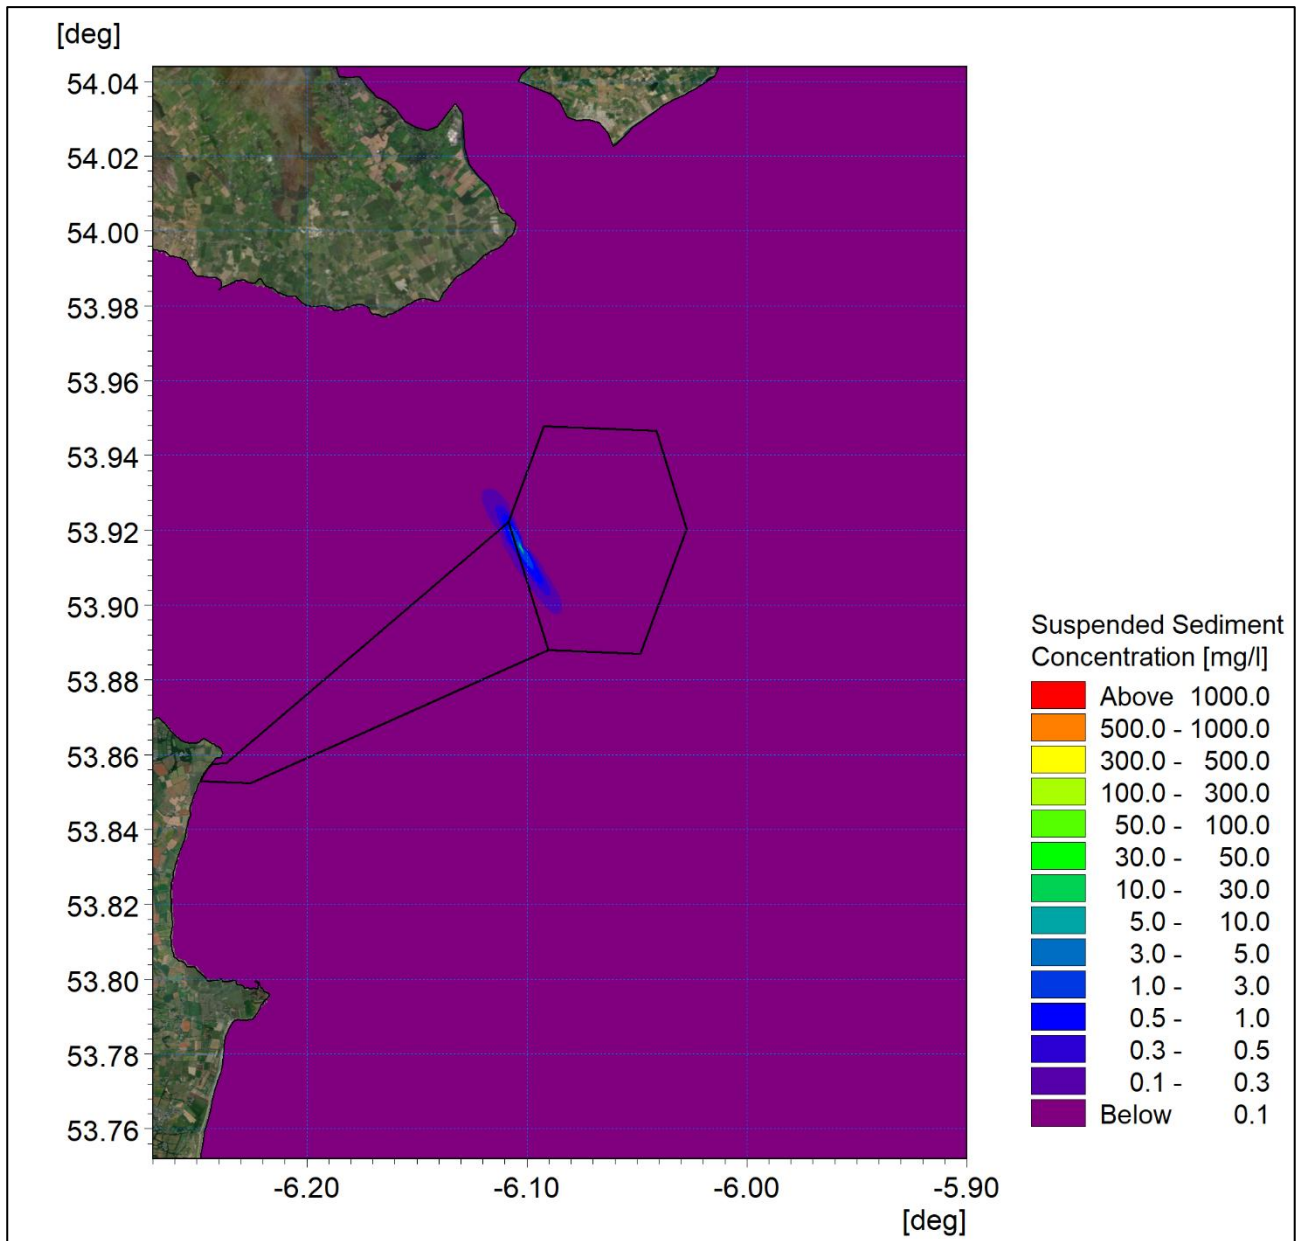 [deg]
54.04
54.02
54.00
53.98
53.96
53.94
53.92
53.90
53.88
53.86
53.84
53.82
53.80
53.78
53.76
-6.20 -6.10 -6.00 -5.90
[deg]
Suspended Sediment
Concentration [mg/l]
Above 1000.0
500.0 - 1000.0
300.0 - 500.0
100.0 - 300.0
50.0 - 100.0
30.0 - 50.0
10.0 - 30.0
5.0 - 10.0
3.0 - 5.0
1.0 - 3.0
0.5 - 1.0
0.3 - 0.5
0.1 - 0.3
Below 0.1